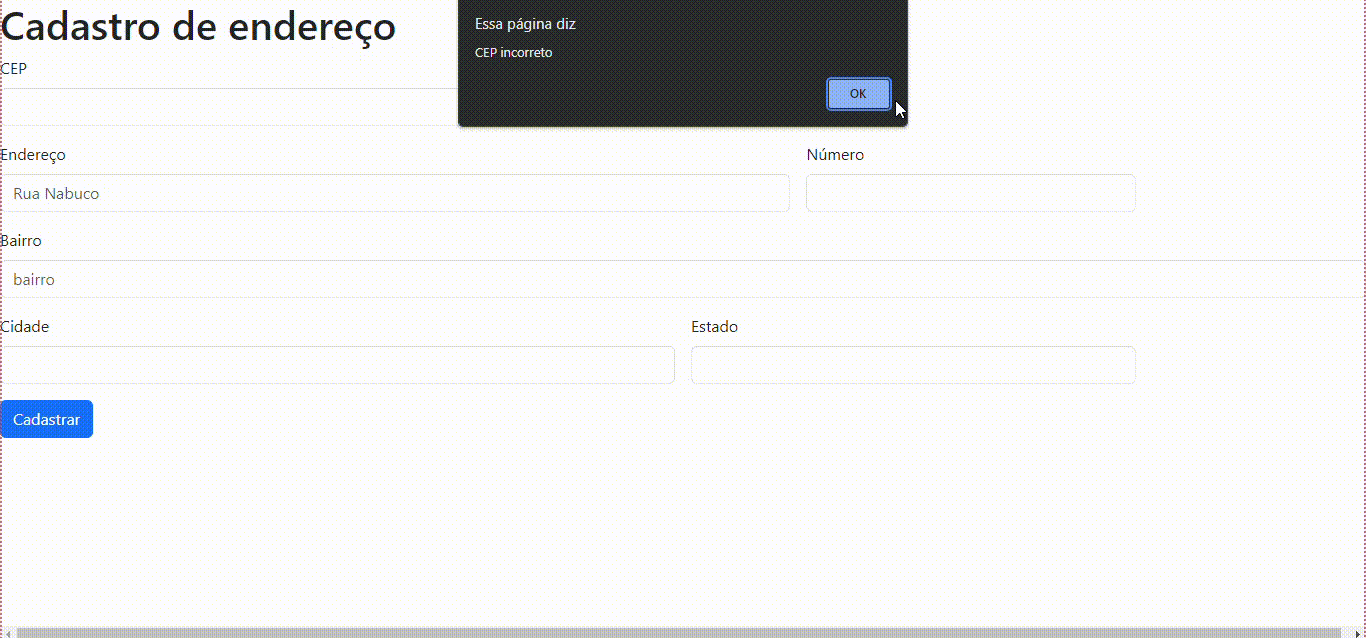 Cadastro de endereço
Essa página diz
CEP incorreto
OK
CEP
Endereço
Número
Rua Nabuco
Bairro
bairro
Cidade
Estado
Cadastrar